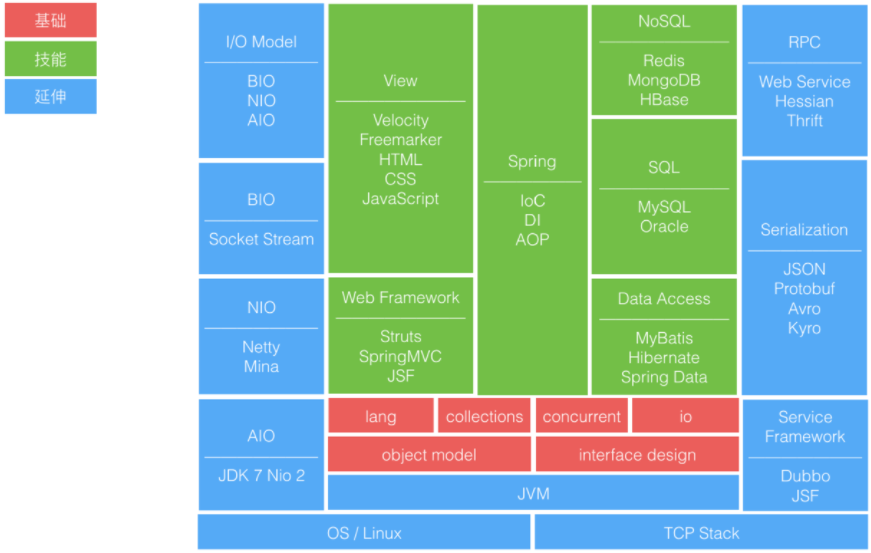 基础
技能
延伸
I/O Model
BIO
NIO
AIO
BIO
Socket Stream
NIO
Netty
Mina
AIO
JDK 7 Nio 2
View
Velocity
Freemarker
HTML
CSS
JavaScript
Web Framework
Struts
SpringMVC
JSF
Spring
IoC
DI
AOP
NoSQL
Redis
MongoDB
HBase
SQL
MySQL
Oracle
Data Access
MyBatis
Hibernate
Spring Data
RPC
Web Service
Hessian
Thrift
Serialization
JSON
Protobuf
Avro
Kyro
Service
Framework
Dubbo
JSF
lang
collections
concurrent
io
object model
interface design
JVM
OS / Linux
TCP Stack